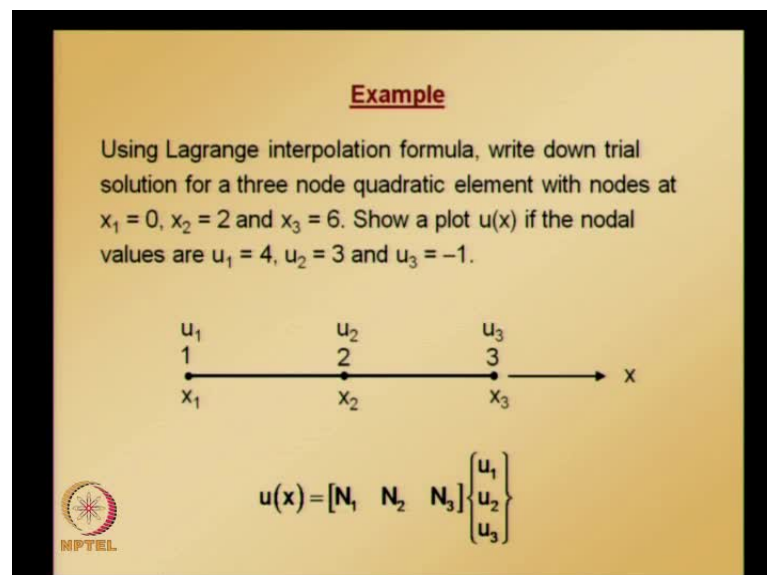 Example
Using Lagrange interpolation formula, write down trial
solution for a three node quadratic element with nodes at
x₁ = 0, x₂ = 2 and x₃ = 6. Show a plot u(x) if the nodal
values are u₁ = 4, u₂ = 3 and u₃ = –1.
u₁ u₂ u₃
1 2 3
x
x₁ x₂ x₃
u(x) = [N₁ N₂ N₃] {u₁ u₂ u₃}
NPTEL